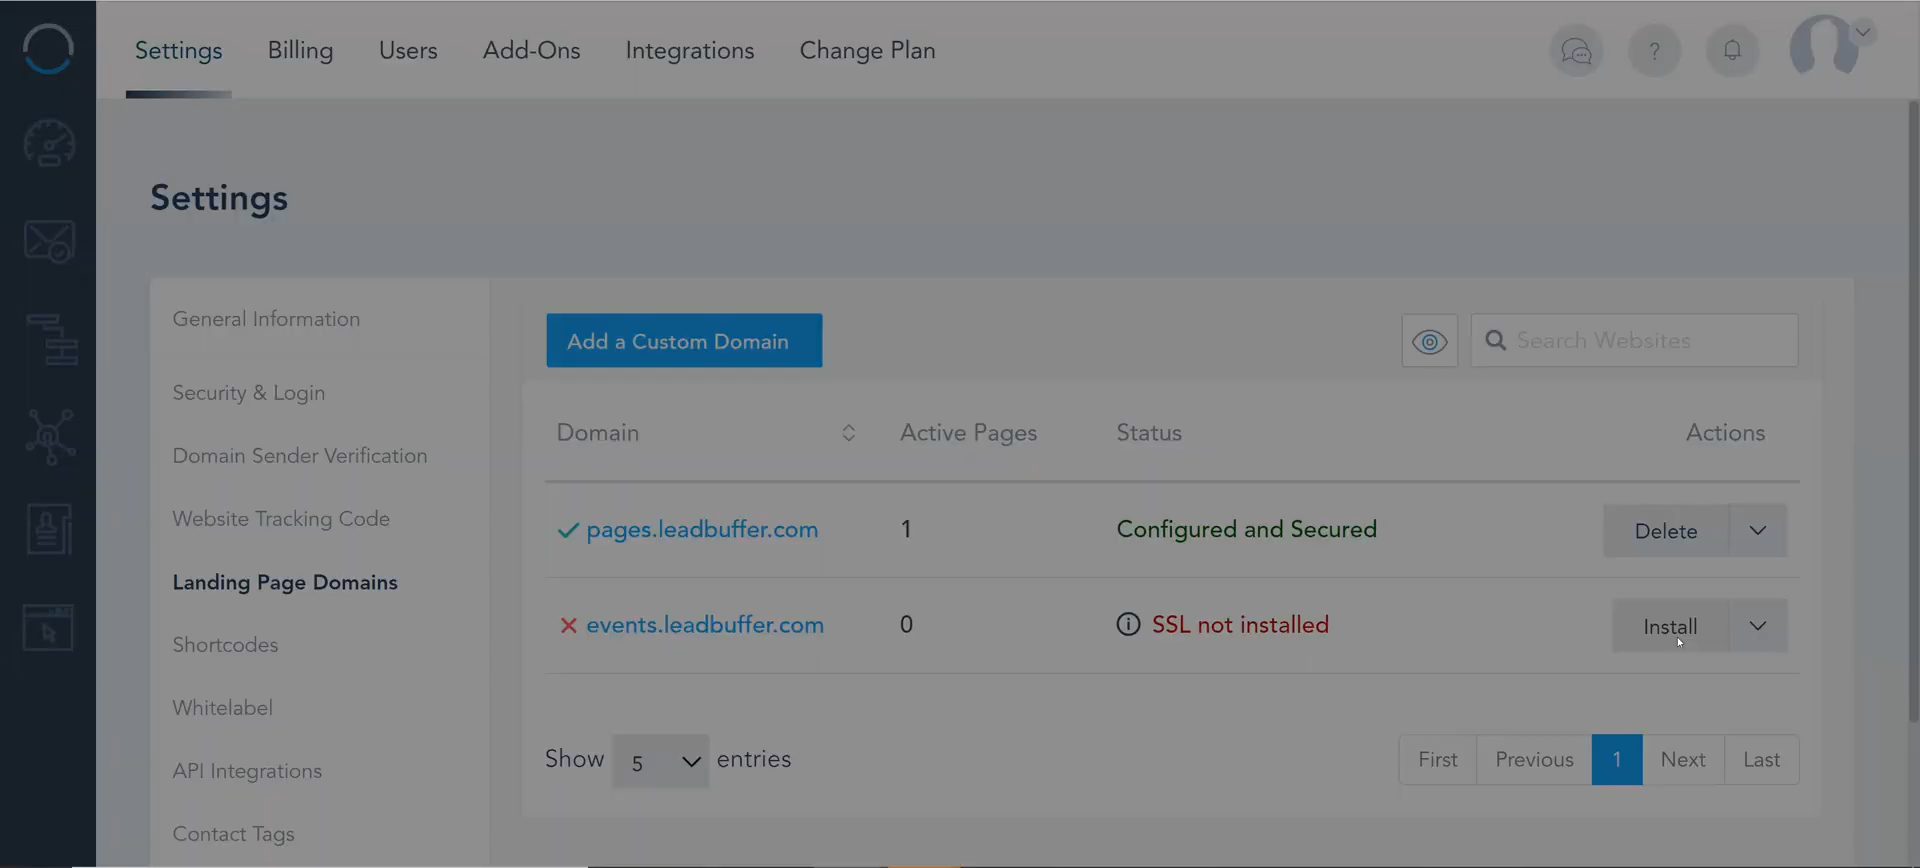 Settings Billing Users Add-Ons Integrations Change Plan ?
Settings
General Information
Security & Login
Domain Sender Verification
Website Tracking Code
Landing Page Domains
Shortcodes
Whitelabel
API Integrations
Contact Tags
Add a Custom Domain
Search Websites
Domain Active Pages Status Actions
pages.leadbuffer.com 1 Configured and Secured Delete
events.leadbuffer.com 0 SSL not installed Install
Show 5 entries
First Previous 1 Next Last